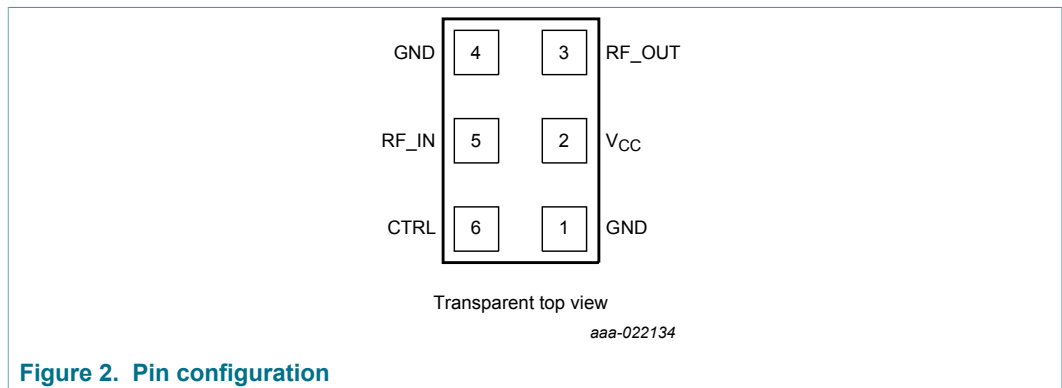 GND 4 3 RF_OUT
RF_IN 5 2 VCC
CTRL 6 1 GND
Transparent top view
aaa-022134
Figure 2. Pin configuration